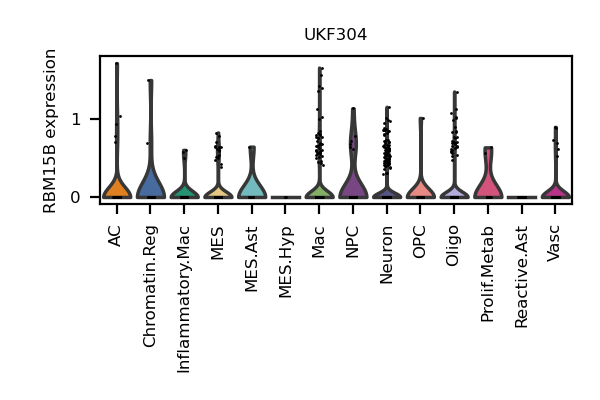 UKF304
RBM15B expression
1
0
AC
Chromatin.Reg
Inflammatory.Mac
MES
MES.Ast
MES.Hyp
Mac
NPC
Neuron
OPC
Oligo
Prolif.Metab
Reactive.Ast
Vasc